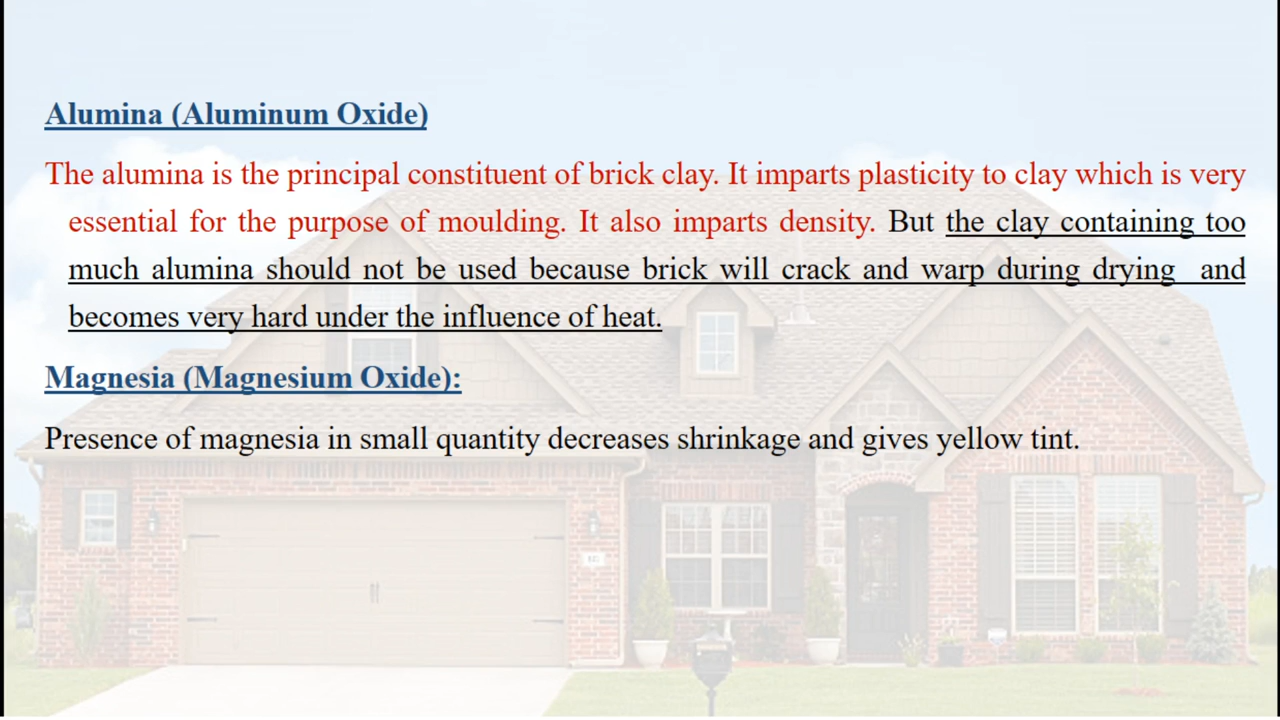 Alumina (Aluminum Oxide)
The alumina is the principal constituent of brick clay. It imparts plasticity to clay which is very
essential for the purpose of moulding. It also imparts density. But the clay containing too
much alumina should not be used because brick will crack and warp during drying and
becomes very hard under the influence of heat.
Magnesia (Magnesium Oxide):
Presence of magnesia in small quantity decreases shrinkage and gives yellow tint.